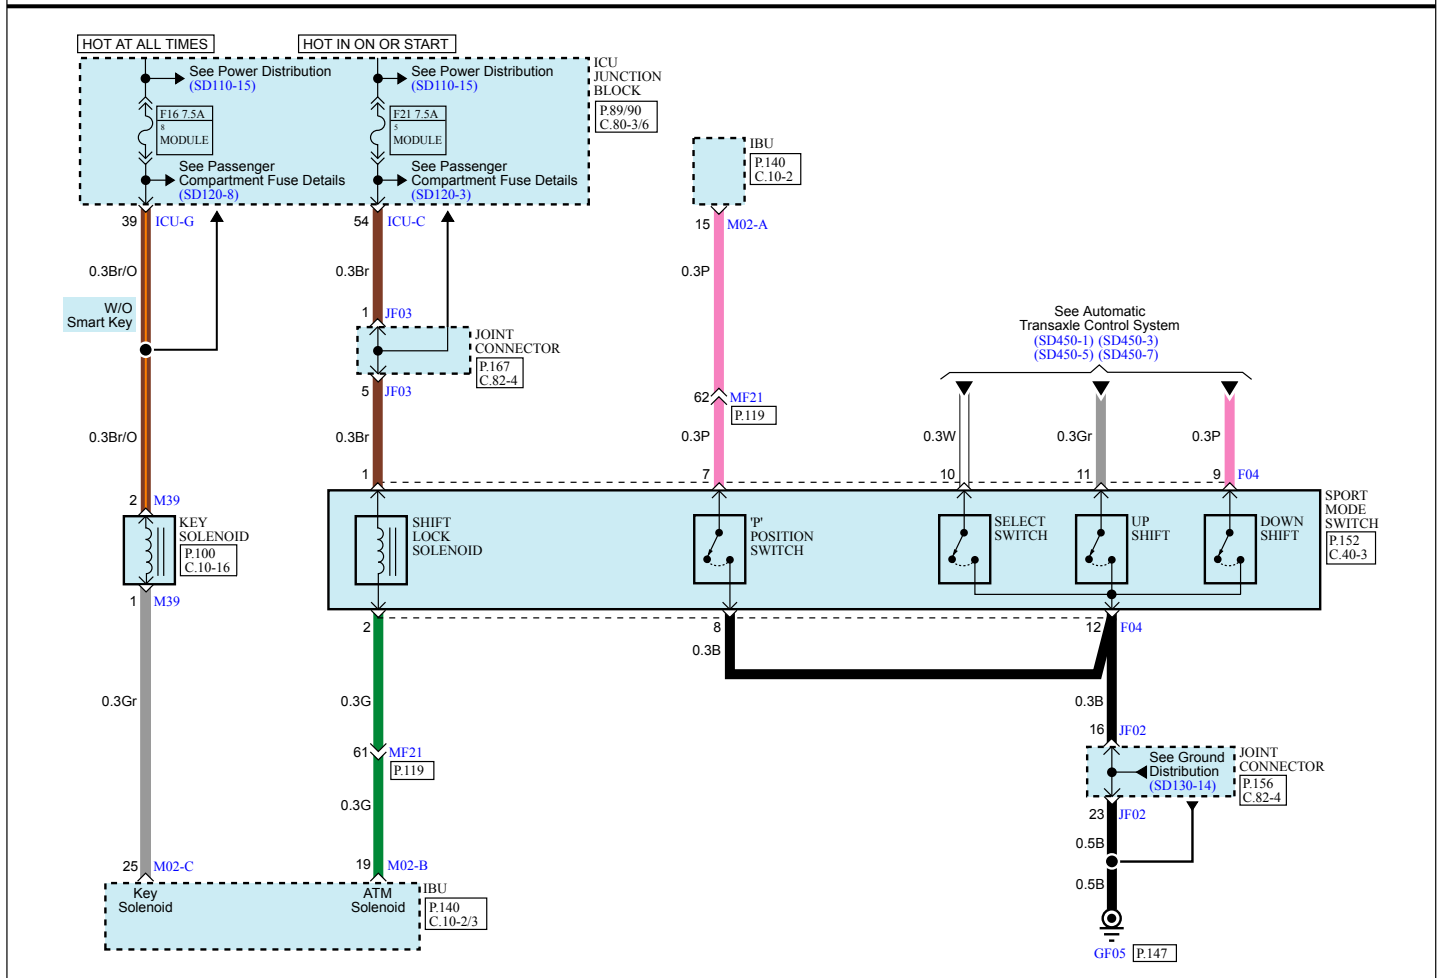 HOT AT ALL TIMES
HOT IN ON OR START
See Power Distribution
(SD110-15)
See Power Distribution
(SD110-15)
ICU
JUNCTION
BLOCK
P.89/90
C.80-3/6
F16 7.5A
8
MODULE
F21 7.5A
5
MODULE
See Passenger
Compartment Fuse Details
(SD120-8)
See Passenger
Compartment Fuse Details
(SD120-3)
IBU
P.140
C.10-2
39 ICU-G
54 ICU-C
15 M02-A
0.3Br/O
0.3Br
0.3P
W/O
Smart Key
1 JF03
JOINT
CONNECTOR
P.167
C.82-4
5 JF03
See Automatic
Transaxle Control System
(SD450-1) (SD450-3)
(SD450-5) (SD450-7)
62 MF21
P.119
0.3Br/O
0.3Br
0.3P
0.3W
0.3Gr
0.3P
1
7
10
11
9 F04
2 M39
KEY
SOLENOID
P.100
C.10-16
SHIFT
LOCK
SOLENOID
'P'
POSITION
SWITCH
SELECT
SWITCH
UP
SHIFT
DOWN
SHIFT
SPORT
MODE
SWITCH
P.152
C.40-3
1 M39
2
8
12 F04
0.3B
0.3Gr
0.3G
0.3B
16 JF02
61 MF21
P.119
See Ground
Distribution
(SD130-14)
JOINT
CONNECTOR
P.156
C.82-4
0.3G
23 JF02
0.5B
25 M02-C
19 M02-B
0.5B
Key
Solenoid
ATM
Solenoid
IBU
P.140
C.10-2/3
GF05 P.147